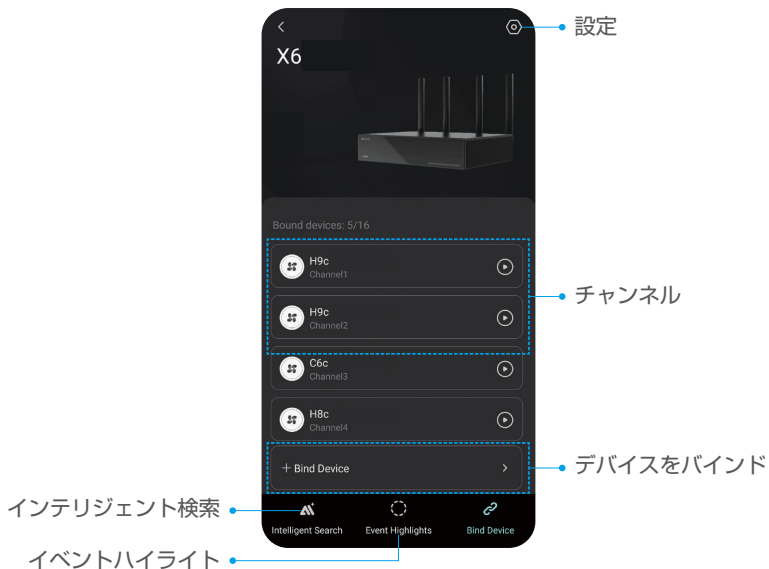 設定
X6
Bound devices: 5/16
H9c
Channel1
H9c
Channel2
チャンネル
C6c
Channel3
H8c
Channel4
+ Bind Device
デバイスをバインド
インテリジェント検索
Intelligent Search
Event Highlights
Bind Device
イベントハイライト